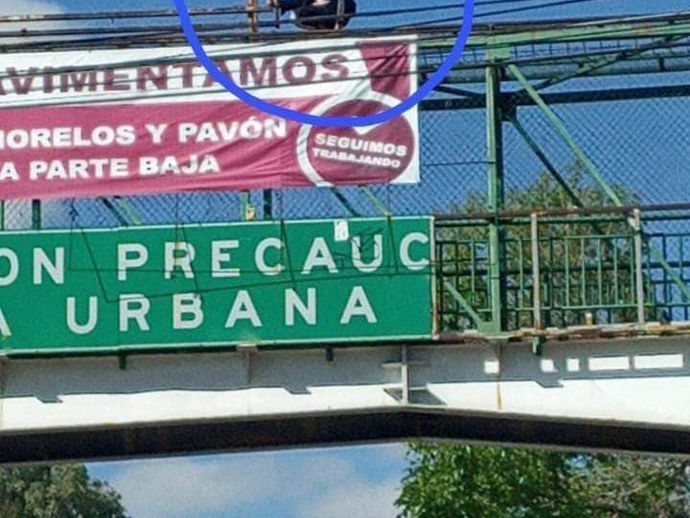 AVIMENTAMOS
MORELOS Y PAVÓN
A PARTE BAJA
SEGUIMOS
TRABAJANDO
ON PRECAUC
A URBANA